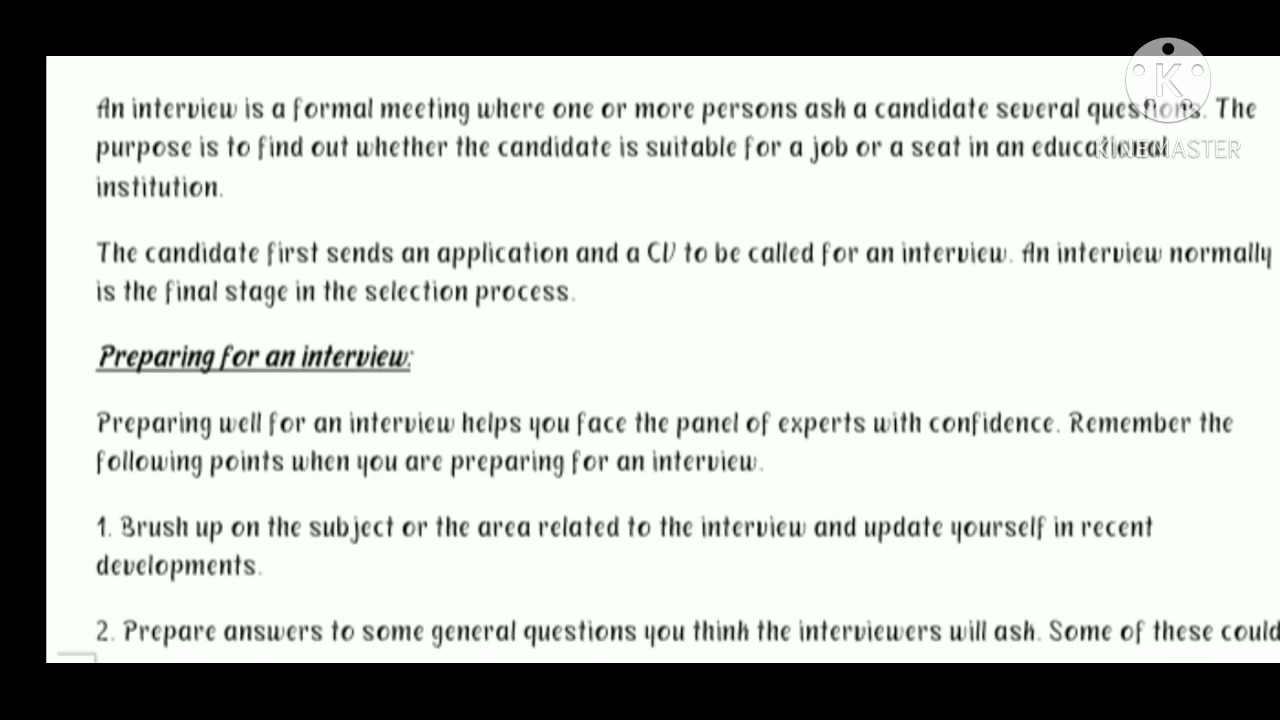 An interview is a formal meeting where one or more persons ask a candidate several questions. The
purpose is to find out whether the candidate is suitable for a job or a seat in an educational
institution.
The candidate first sends an application and a CV to be called for an interview. An interview normally
is the final stage in the selection process.
Preparing for an interview:
Preparing well for an interview helps you face the panel of experts with confidence. Remember the
following points when you are preparing for an interview.
1. Brush up on the subject or the area related to the interview and update yourself in recent
developments.
2. Prepare answers to some general questions you think the interviewers will ask. Some of these could
K
KINEMASTER